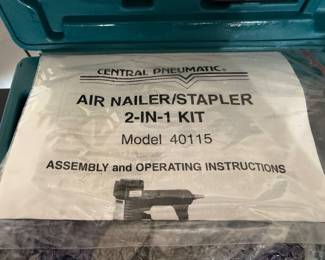 CENTRAL PNEUMATIC®
AIR NAILER/STAPLER
2-IN-1 KIT
Model 40115
ASSEMBLY and OPERATING INSTRUCTIONS